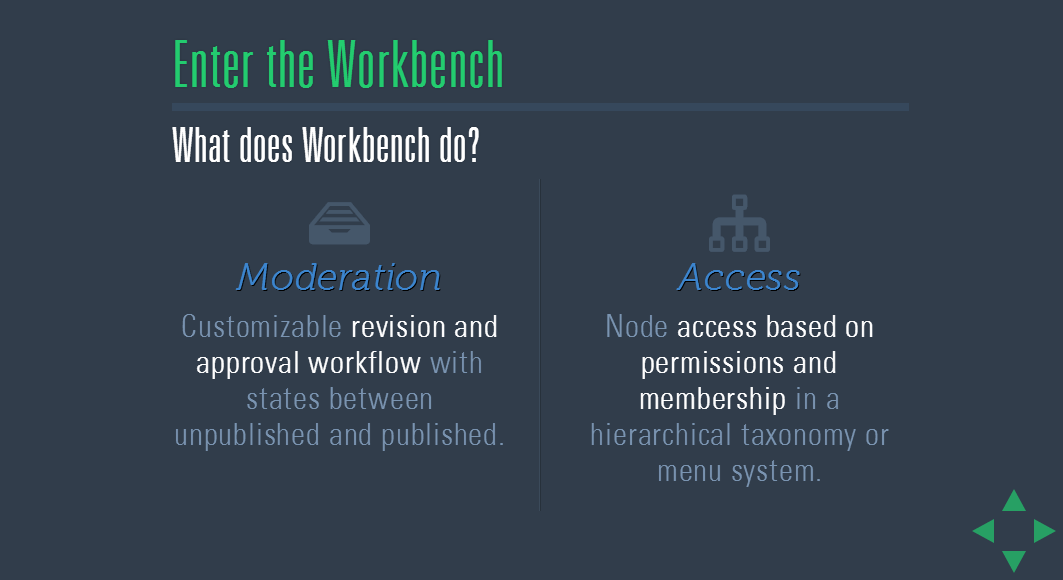 Enter the Workbench
What does Workbench do?
Moderation
Customizable revision and
approval workflow with
states between
unpublished and published.
Access
Node access based on
permissions and
membership in a
hierarchical taxonomy or
menu system.